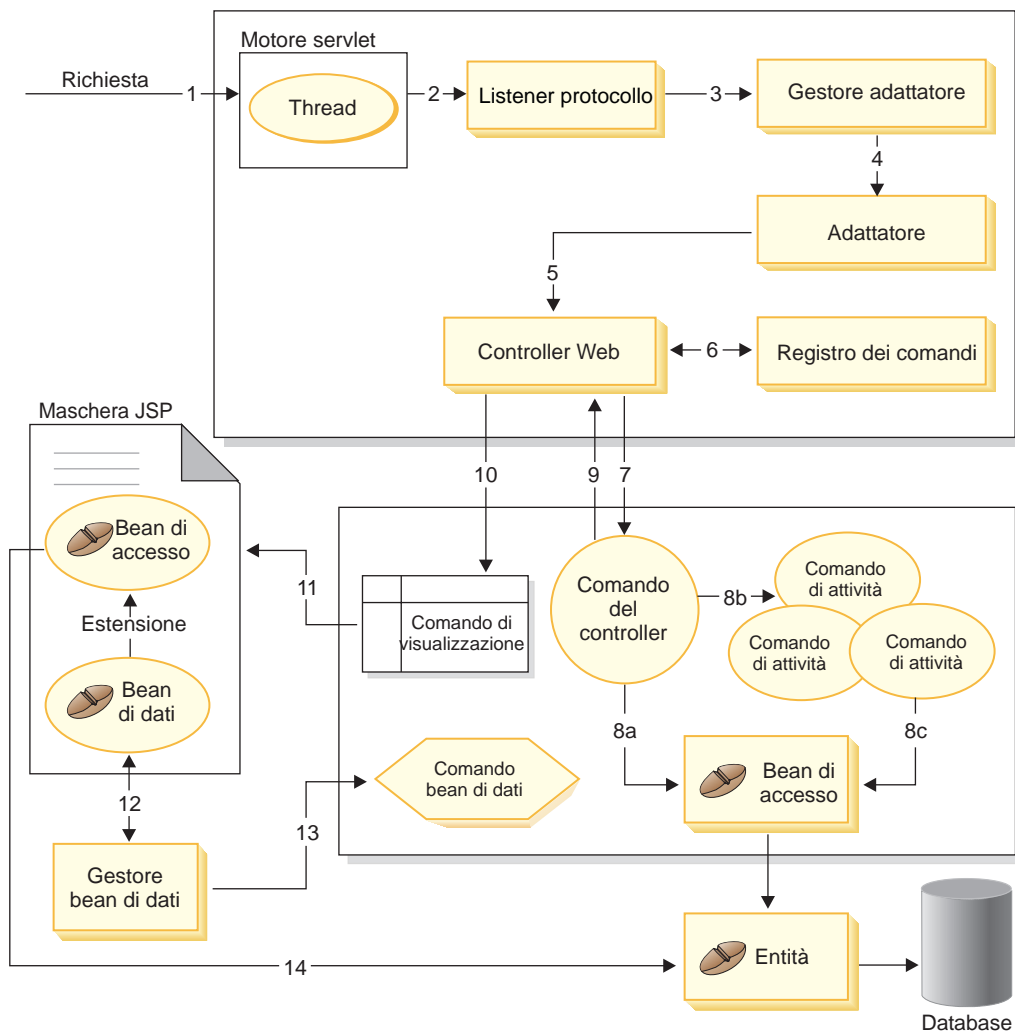 Motore servlet
Richiesta
1
Thread
2
Listener protocollo
3
Gestore adattatore
4
Adattatore
5
Controller Web
6
Registro dei comandi
Maschera JSP
10
9
7
Bean di
accesso
Estensione
Bean
di dati
11
Comando di
visualizzazione
Comando
del
controller
8b
Comando
di attività
Comando
di attività
Comando
di attività
8a
8c
12
13
Comando
bean di dati
Bean di
accesso
Gestore
bean di dati
14
Entità
Database